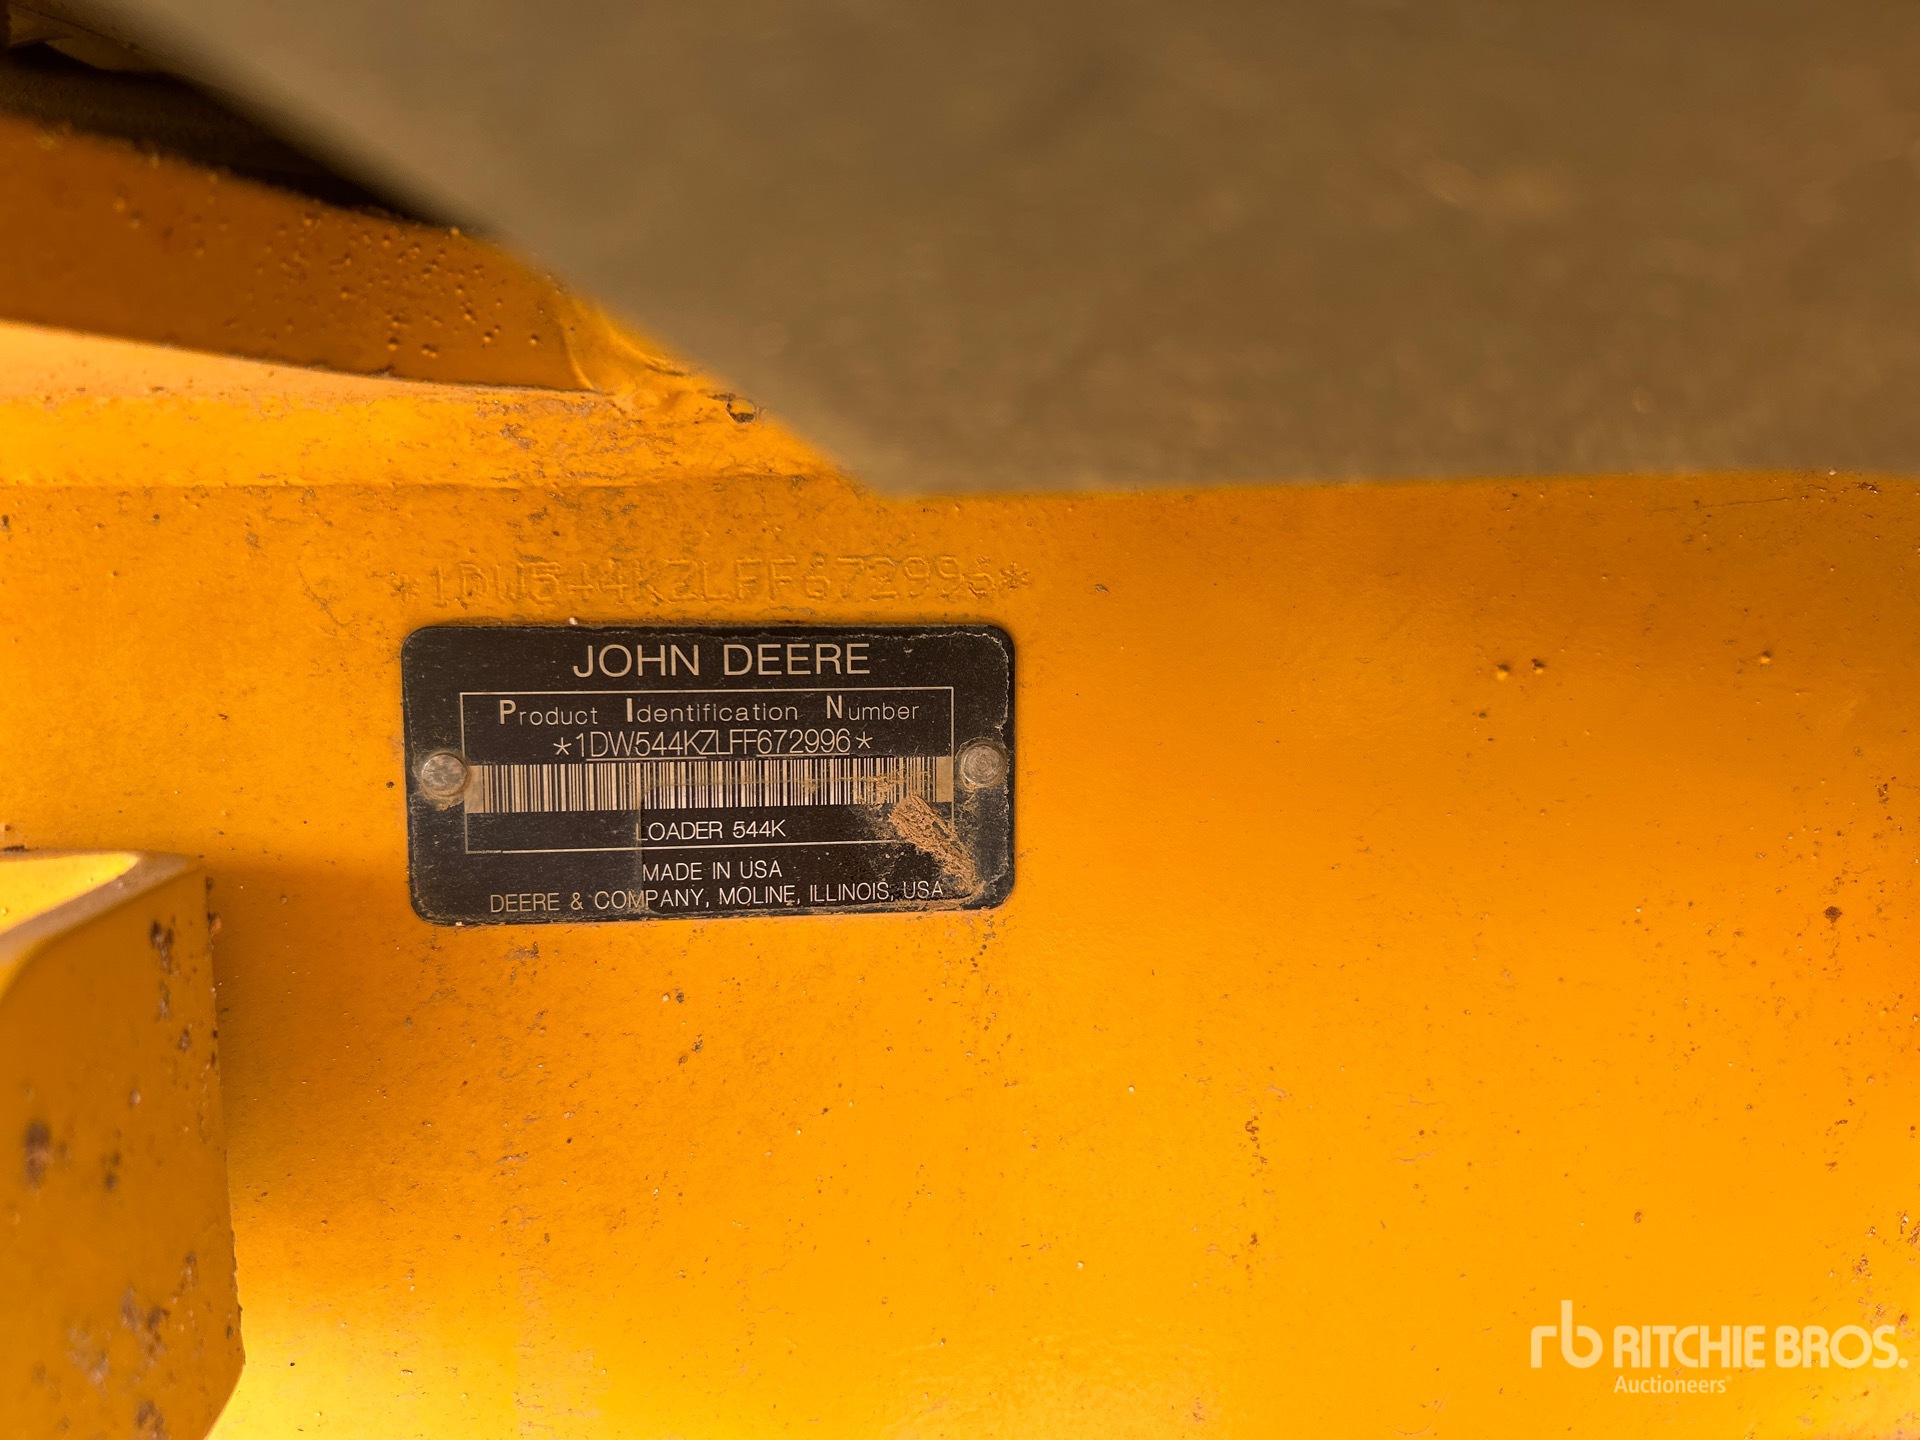 *1DW544KZLFF672996*
JOHN DEERE
Product Identification Number
*1DW544KZLFF672996*
LOADER 544K
MADE IN USA
DEERE & COMPANY, MOLINE, ILLINOIS, USA
rb RITCHIE BROS.
Auctioneers